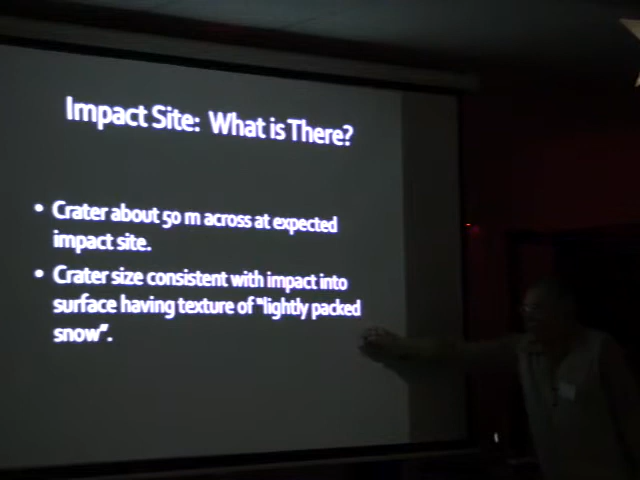 Impact Site: What is There?
• Crater about 50 m across at expected
impact site.
• Crater size consistent with impact into
surface having texture of "lightly packed
snow".